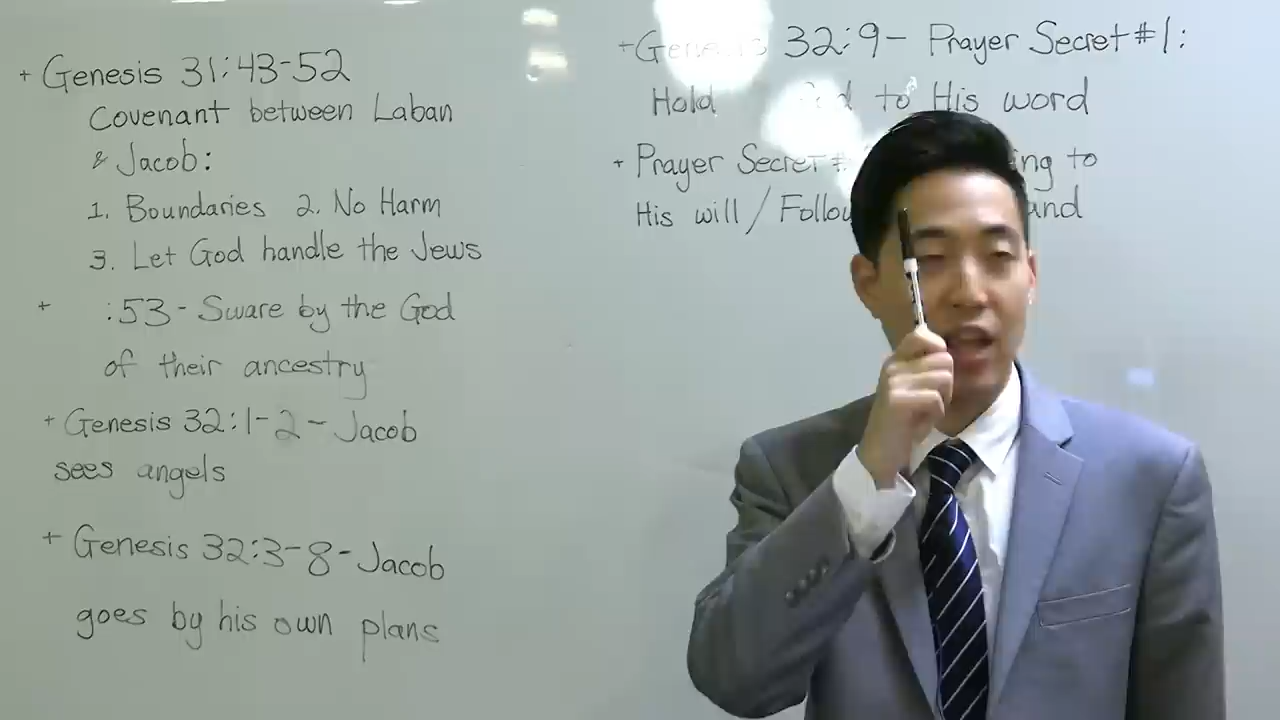 + Genesis 31:43-52
Covenant between Laban
& Jacob:
1. Boundaries 2. No Harm
3. Let God handle the Jews
+ :53 - Sware by the God
of their ancestry
+ Genesis 32:1-2 - Jacob
sees angels
+ Genesis 32:3-8 - Jacob
goes by his own plans
+ Genesis 32:9 - Prayer Secret #1:
Hold to His word
+ Prayer Secret # to
His will /